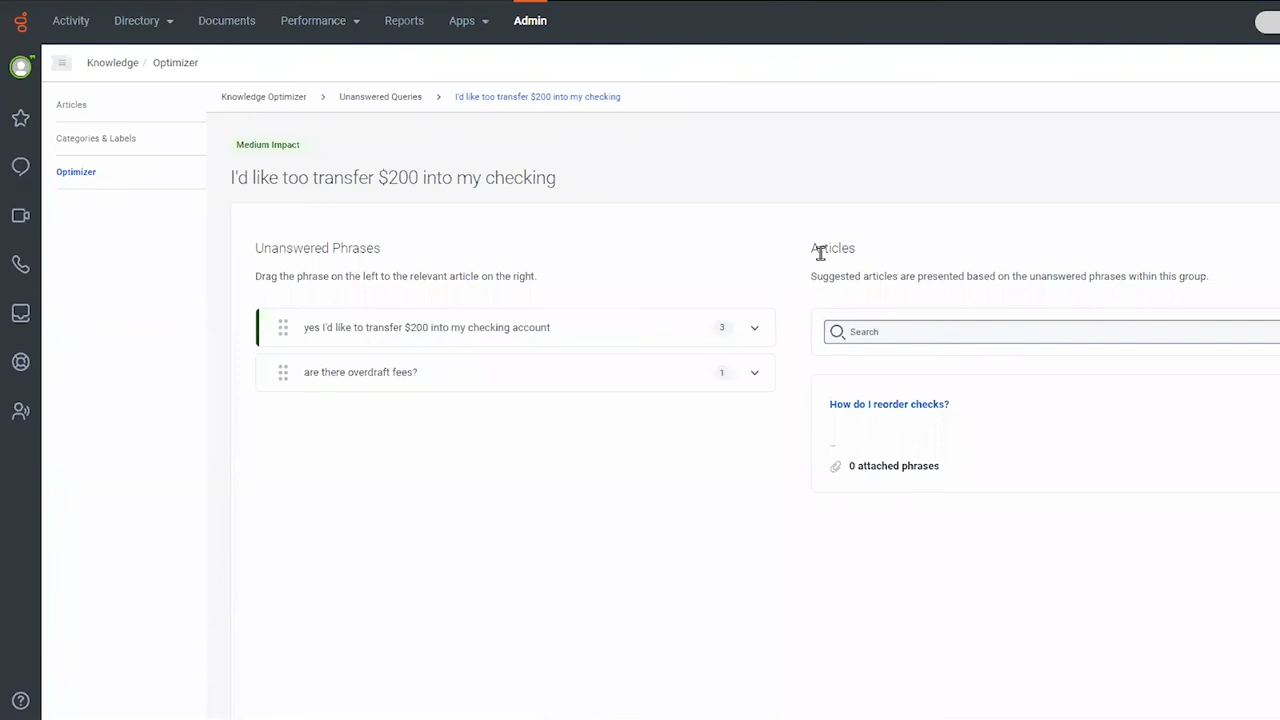 Activity Directory Documents Performance Reports Apps Admin
Knowledge / Optimizer
Articles
Categories & Labels
Optimizer
Knowledge Optimizer > Unanswered Queries > I'd like too transfer $200 into my checking
Medium Impact
I'd like too transfer $200 into my checking
Unanswered Phrases
Drag the phrase on the left to the relevant article on the right.
yes I'd like to transfer $200 into my checking account 3
are there overdraft fees? 1
Articles
Suggested articles are presented based on the unanswered phrases within this group.
Search
How do I reorder checks?
0 attached phrases